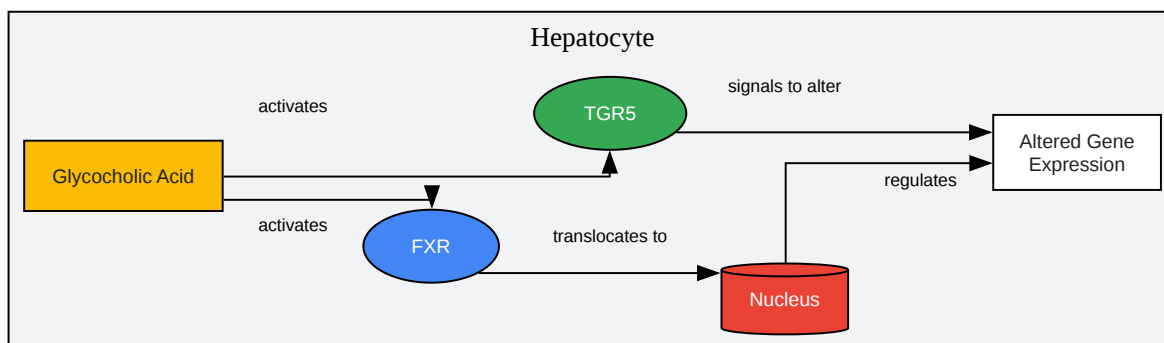 Hepatocyte
activates
TGR5
signals to alter
Glycocholic Acid
Altered Gene
Expression
regulates
activates
FXR
translocates to
Nucleus